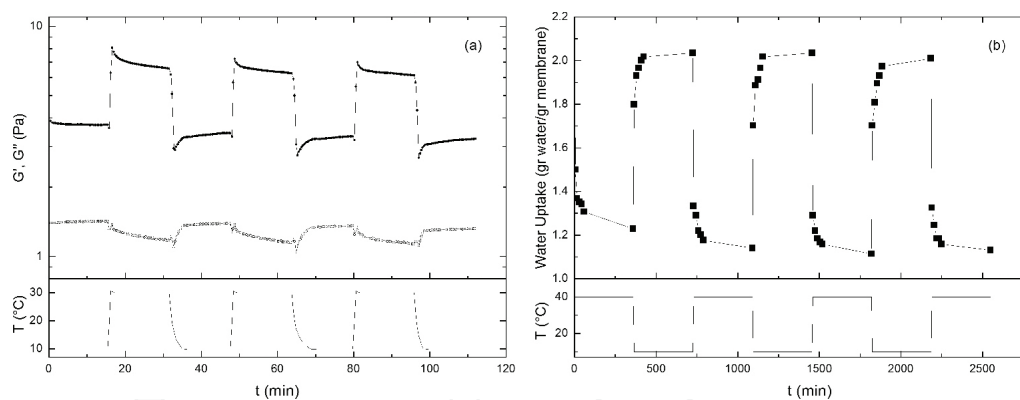 10
(a)
G', G'' (Pa)
1
30
20
10
T (°C)
0 20 40 60 80 100 120
t (min)
2.2
(b)
2.0
1.8
1.6
1.4
1.2
1.0
Water Uptake (gr water/gr membrane)
40
20
T (°C)
0 500 1000 1500 2000 2500
t (min)